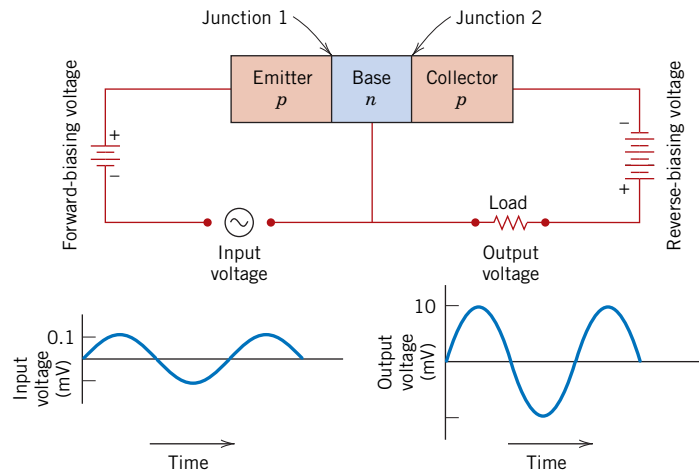 Junction 1
Junction 2
Emitter
p
Base
n
Collector
p
Forward-biasing voltage
+
−
Reverse-biasing voltage
−
+
Input
voltage
Load
Output
voltage
Input
voltage
(mV)
0.1
Time
Output
voltage
(mV)
10
Time